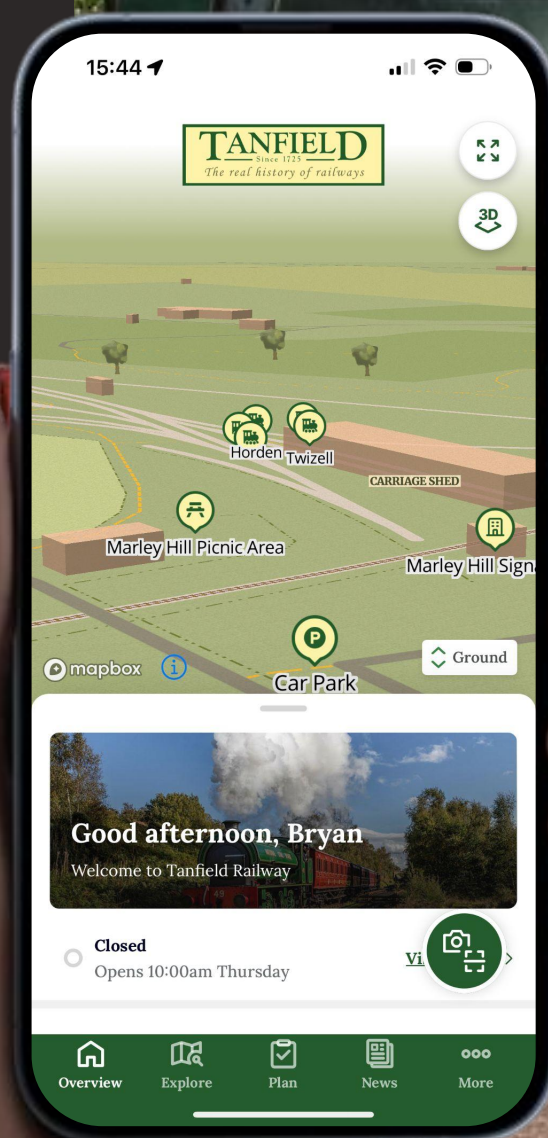 15:44
TANFIELD
Since 1725
The real history of railways
3D
Horden
Twizell
CARRIAGE SHED
Marley Hill Picnic Area
Marley Hill Signa
mapbox
Ground
P
Car Park
Good afternoon, Bryan
Welcome to Tanfield Railway
49
Closed
Opens 10:00am Thursday
Overview
Explore
Plan
News
More